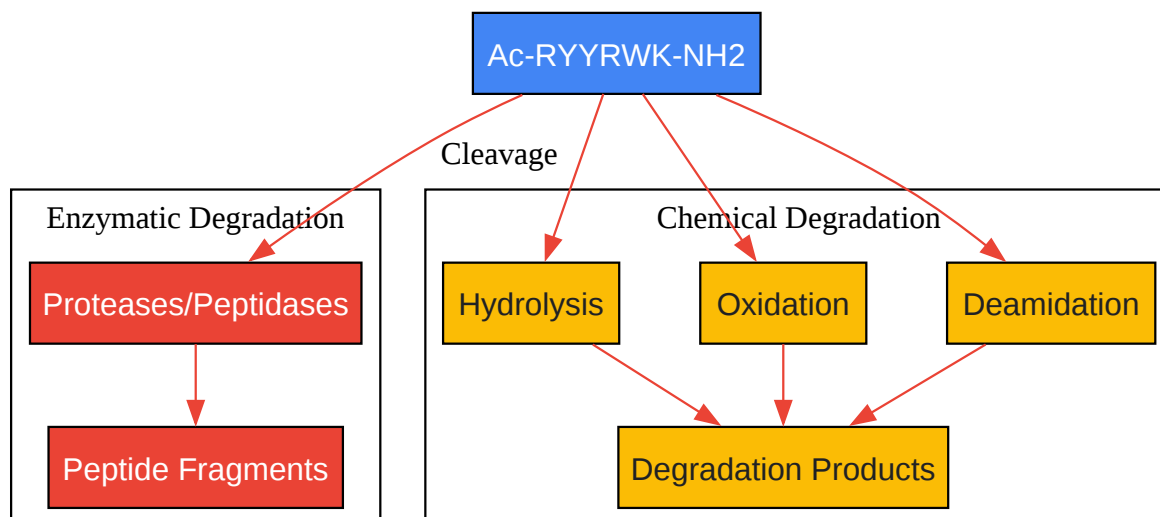 Ac-RYYRWK-NH2
Cleavage
Enzymatic Degradation
Chemical Degradation
Proteases/Peptidases
Hydrolysis
Oxidation
Deamidation
Peptide Fragments
Degradation Products